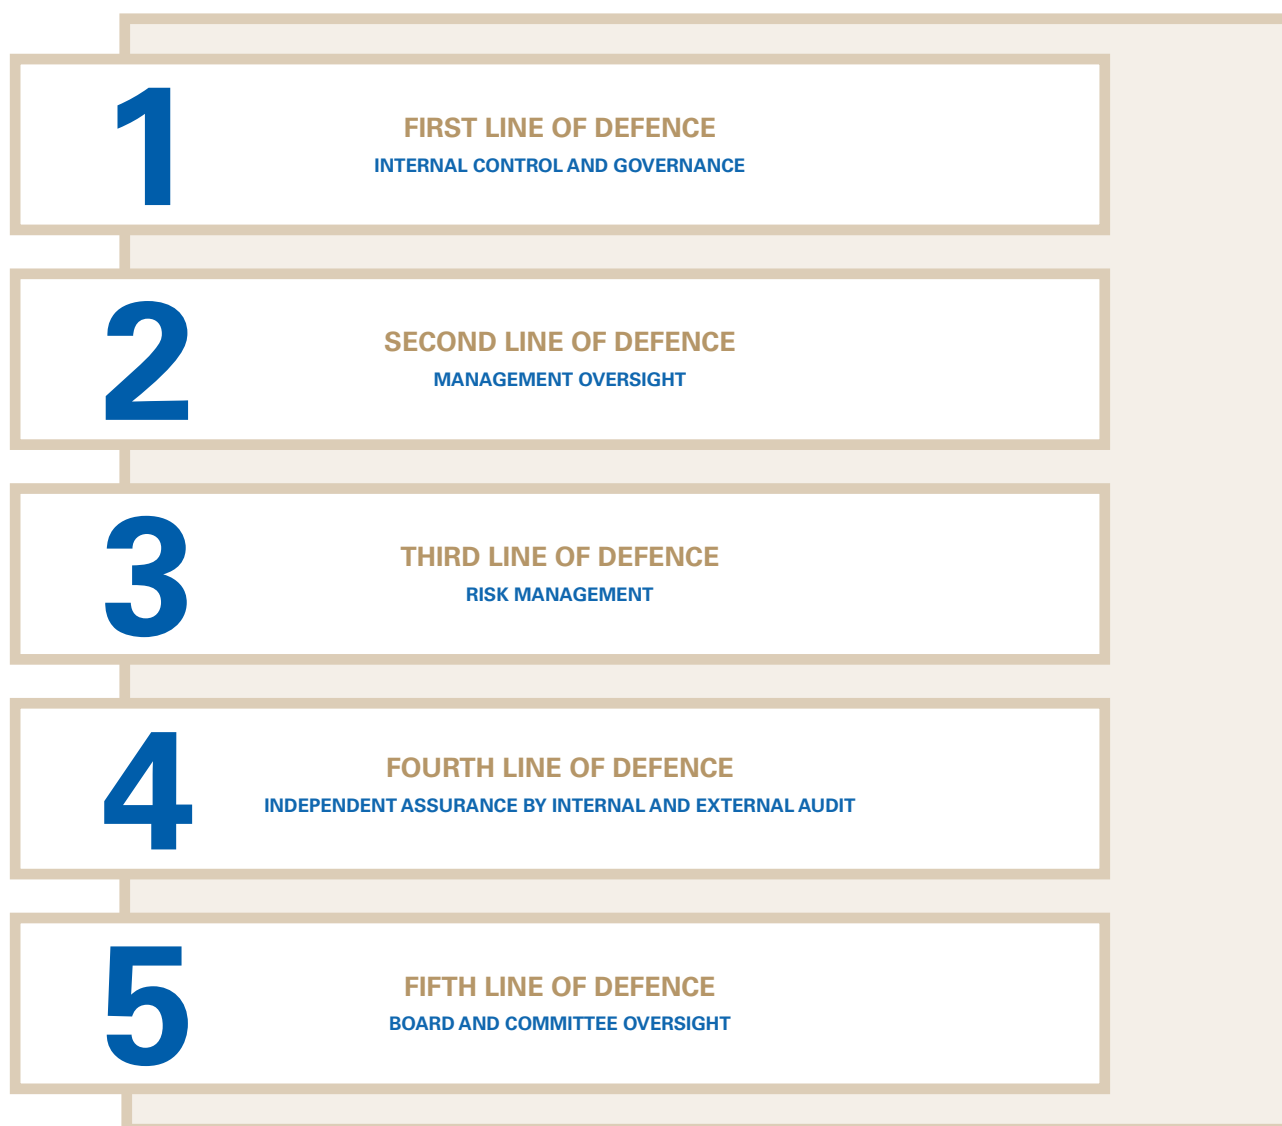 1
FIRST LINE OF DEFENCE
INTERNAL CONTROL AND GOVERNANCE
2
SECOND LINE OF DEFENCE
MANAGEMENT OVERSIGHT
3
THIRD LINE OF DEFENCE
RISK MANAGEMENT
4
FOURTH LINE OF DEFENCE
INDEPENDENT ASSURANCE BY INTERNAL AND EXTERNAL AUDIT
5
FIFTH LINE OF DEFENCE
BOARD AND COMMITTEE OVERSIGHT